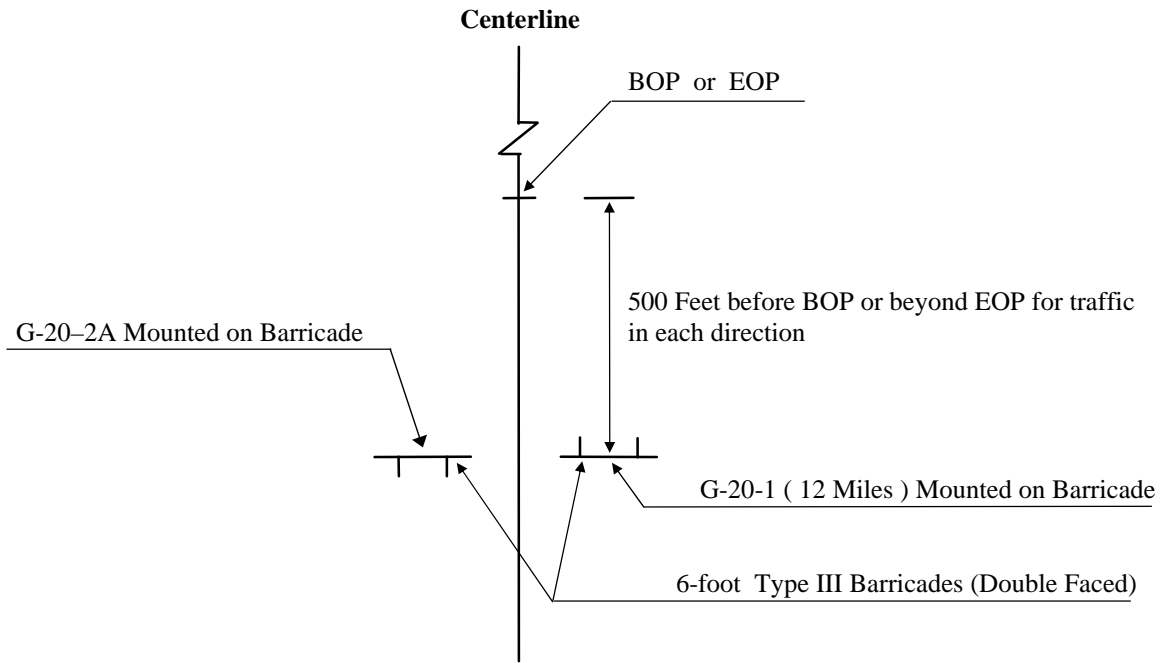 Centerline
BOP or EOP
500 Feet before BOP or beyond EOP for traffic
in each direction
G-20–2A Mounted on Barricade
G-20-1 ( 12 Miles ) Mounted on Barricade
6-foot Type III Barricades (Double Faced)